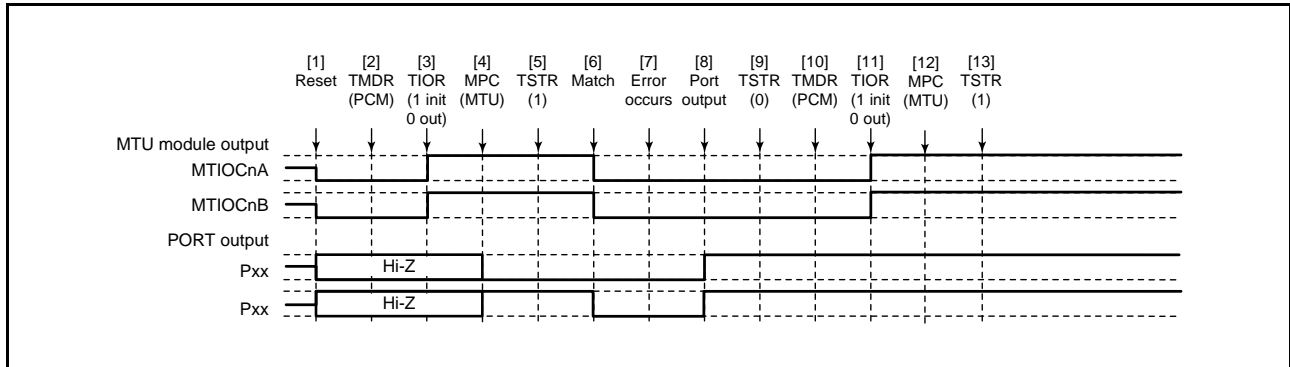 [1] [2] [3] [4] [5] [6] [7] [8] [9] [10] [11] [12] [13]
Reset TMDR TIOR MPC TSTR Match Error Port TSTR TMDR TIOR MPC TSTR
(PCM) (1 init (MTU) (1) occurs output (0) (PCM) (1 init (MTU) (1)
0 out) 0 out)
MTU module output
MTIOCnA
MTIOCnB
PORT output
Pxx Hi-Z
Pxx Hi-Z